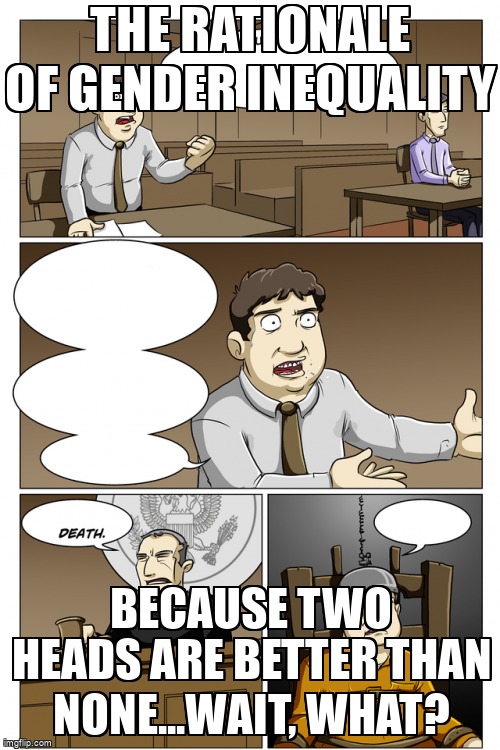 THE RATIONALE
OF GENDER INEQUALITY
DEATH.
BECAUSE TWO
HEADS ARE BETTER THAN
NONE...WAIT, WHAT?
imgflip.com